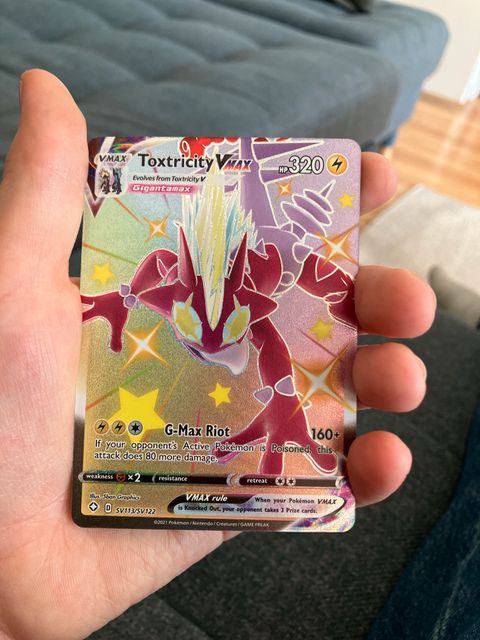 VMAX
Toxtricity VMAX
HP 320
Evolves from Toxtricity V
Gigantamax
G-Max Riot 160+
If your opponent's Active Pokémon is Poisoned, this
attack does 80 more damage.
weakness ×2 resistance retreat
Illus. 5ban Graphics
D SV113/SV122
VMAX rule
When your Pokémon VMAX
is Knocked Out, your opponent takes 3 Prize cards.
©2021 Pokémon / Nintendo / Creatures / GAME FREAK